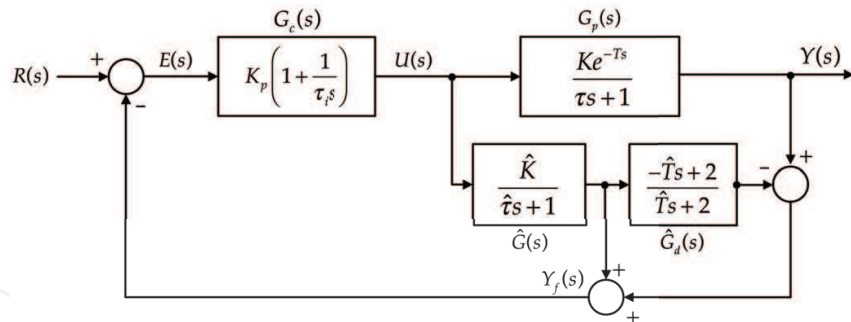 G_c(s)
G_p(s)
R(s)
+
-
E(s)
K_p(1+1/(τ_i s))
U(s)
Ke^{-Ts}/(τs+1)
Y(s)
K̂/(τ̂s+1)
(-T̂s+2)/(T̂s+2)
-
+
Ĝ(s)
Ĝ_d(s)
Y_f(s)
+
+